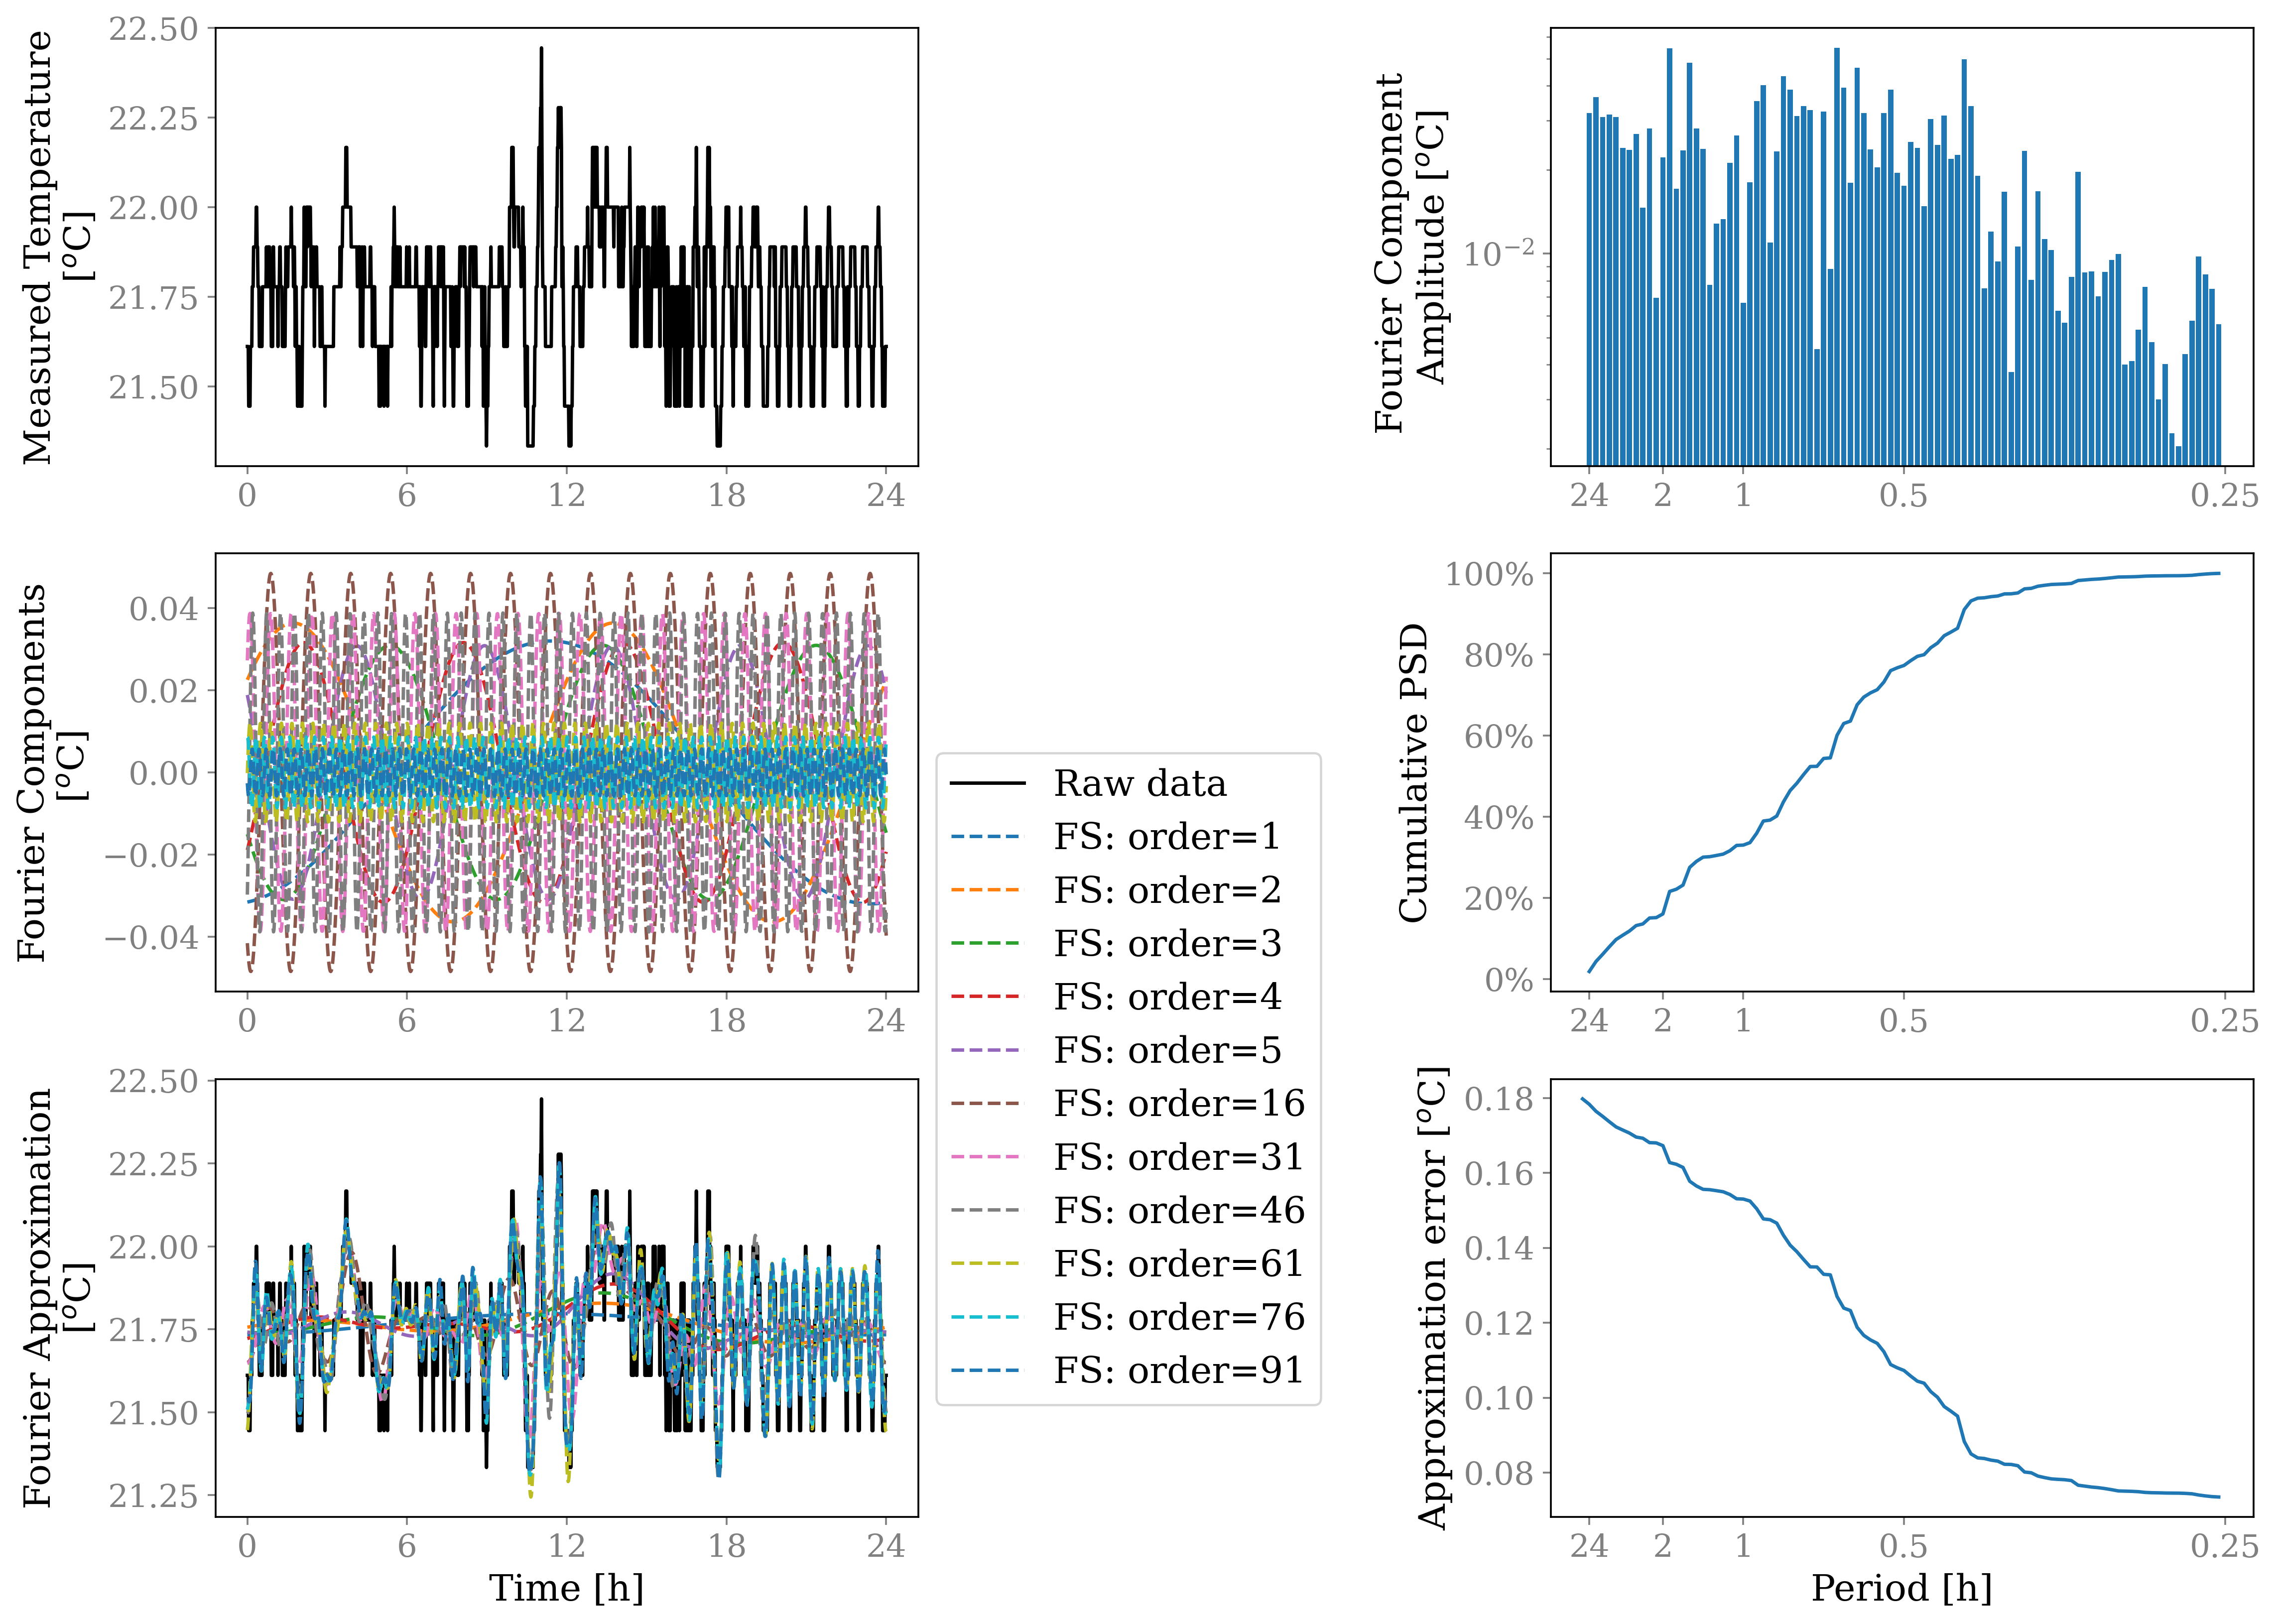 Measured Temperature
[°C]
22.50
22.25
22.00
21.75
21.50
0 6 12 18 24
Fourier Component
Amplitude [°C]
10⁻²
24 2 1 0.5 0.25
Fourier Components
[°C]
0.04
0.02
0.00
−0.02
−0.04
0 6 12 18 24
Raw data
FS: order=1
FS: order=2
FS: order=3
FS: order=4
FS: order=5
FS: order=16
FS: order=31
FS: order=46
FS: order=61
FS: order=76
FS: order=91
Cumulative PSD
100%
80%
60%
40%
20%
0%
24 2 1 0.5 0.25
Fourier Approximation
[°C]
22.50
22.25
22.00
21.75
21.50
21.25
0 6 12 18 24
Time [h]
Approximation error [°C]
0.18
0.16
0.14
0.12
0.10
0.08
24 2 1 0.5 0.25
Period [h]